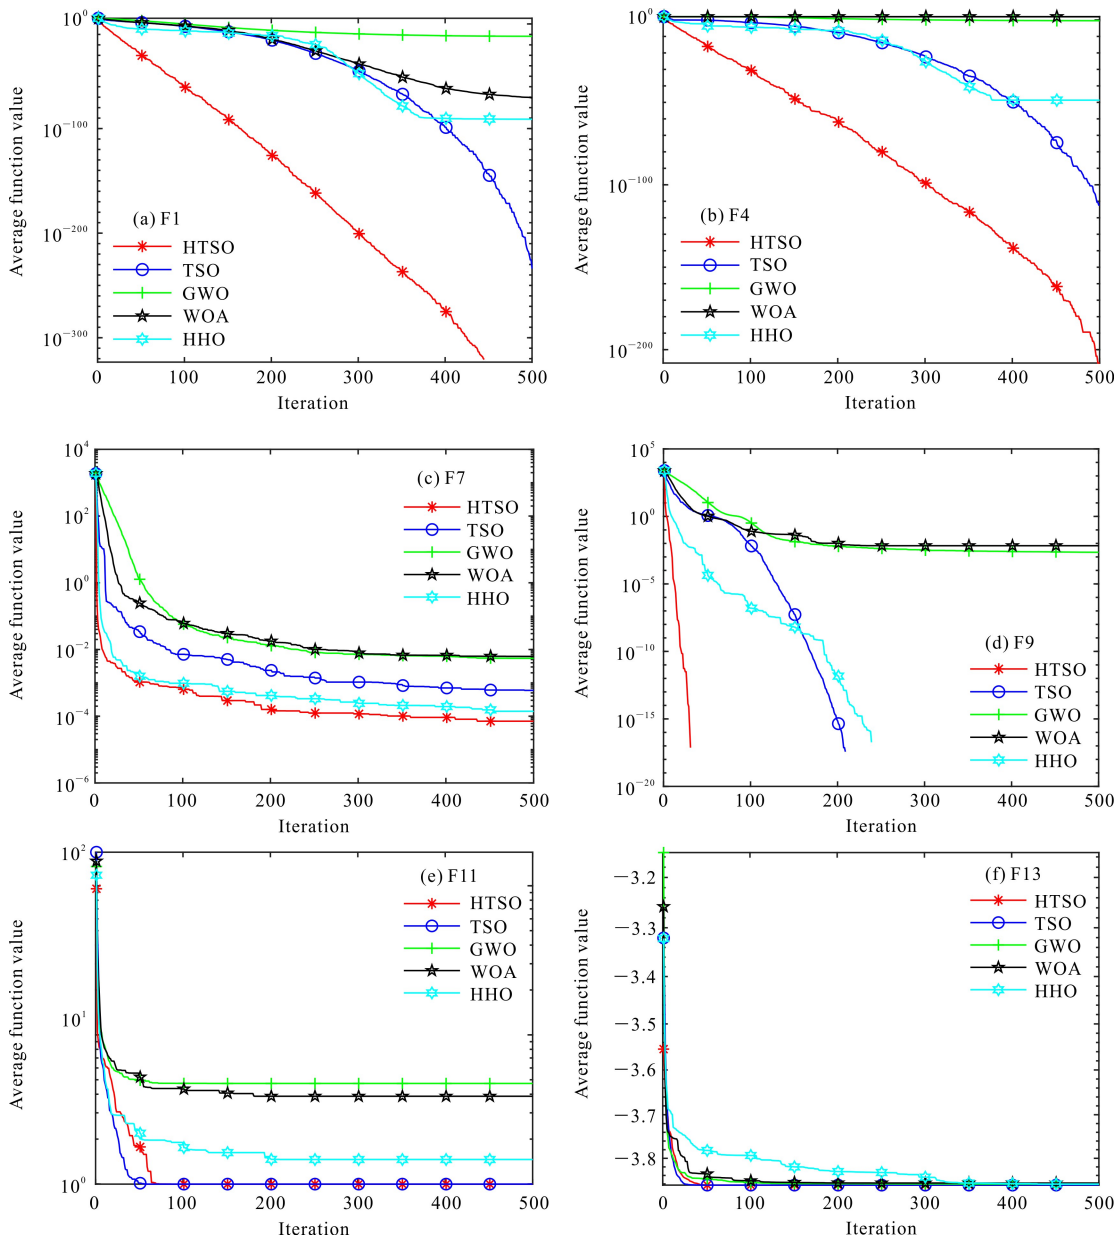 10^0
10^-100
10^-200
10^-300
Average function value
(a) F1
HTSO
TSO
GWO
WOA
HHO
0 100 200 300 400 500
Iteration
10^0
10^-100
10^-200
Average function value
(b) F4
HTSO
TSO
GWO
WOA
HHO
0 100 200 300 400 500
Iteration
10^4
10^2
10^0
10^-2
10^-4
10^-6
Average function value
(c) F7
HTSO
TSO
GWO
WOA
HHO
0 100 200 300 400 500
Iteration
10^5
10^0
10^-5
10^-10
10^-15
10^-20
Average function value
(d) F9
HTSO
TSO
GWO
WOA
HHO
0 100 200 300 400 500
Iteration
10^2
10^1
10^0
Average function value
(e) F11
HTSO
TSO
GWO
WOA
HHO
0 100 200 300 400 500
Iteration
−3.2
−3.3
−3.4
−3.5
−3.6
−3.7
−3.8
Average function value
(f) F13
HTSO
TSO
GWO
WOA
HHO
0 100 200 300 400 500
Iteration